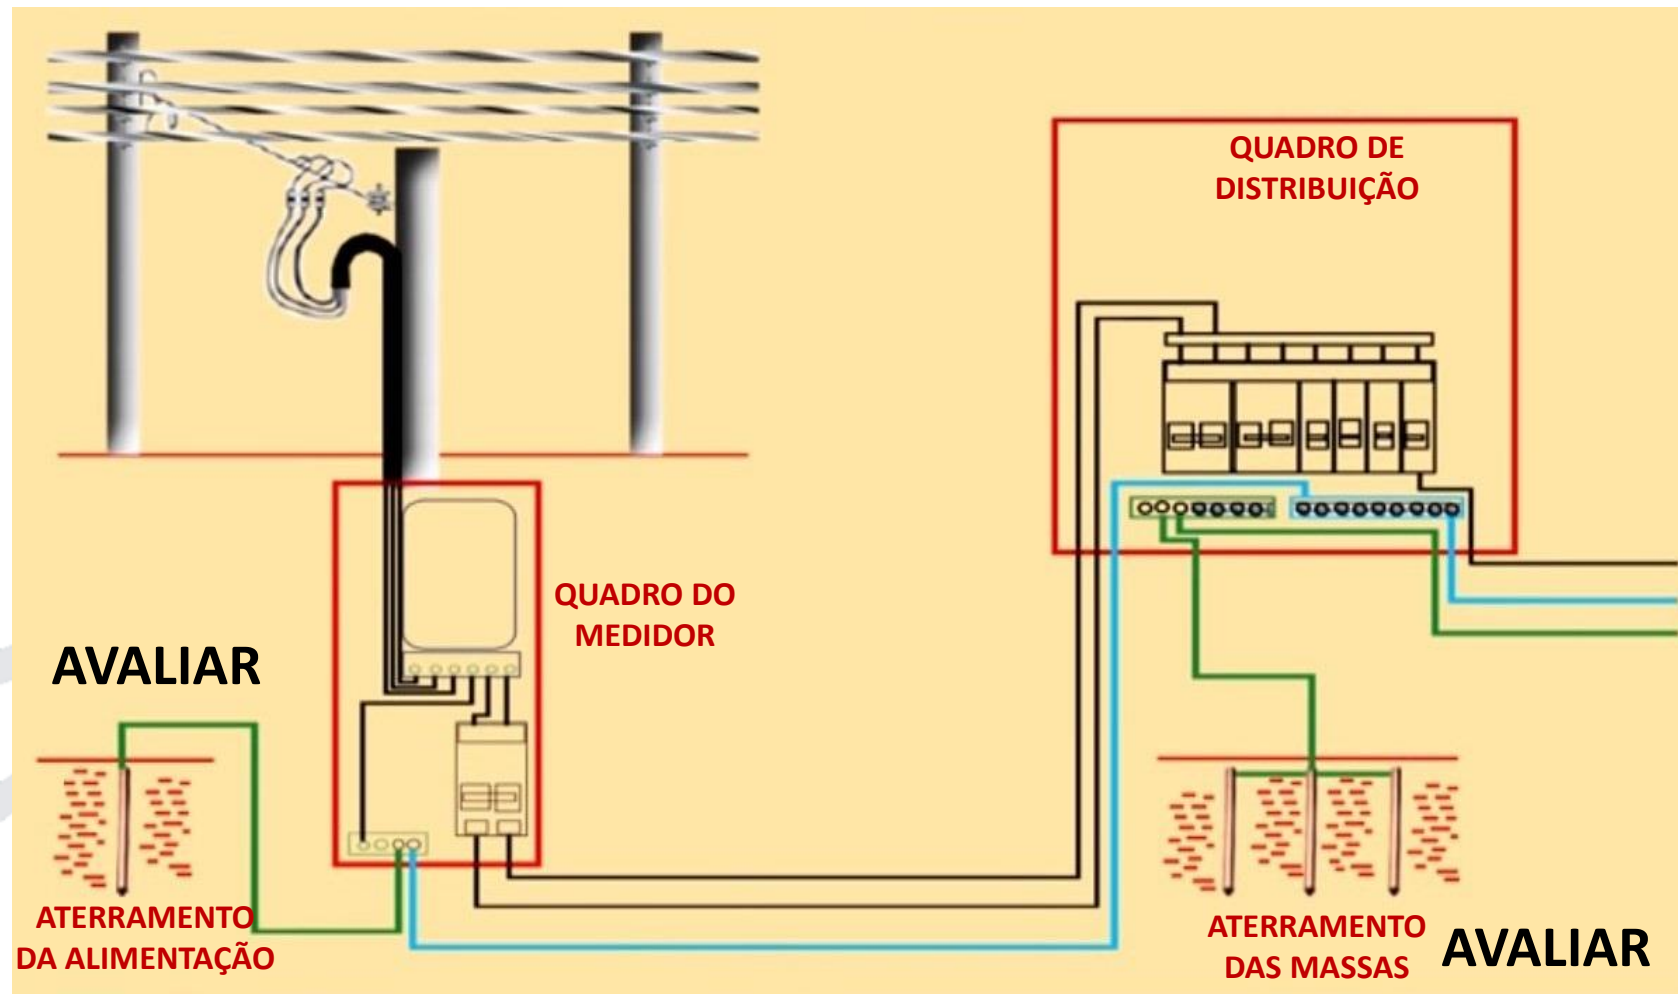 QUADRO DE
DISTRIBUIÇÃO
QUADRO DO
MEDIDOR
AVALIAR
ATERRAMENTO
DA ALIMENTAÇÃO
ATERRAMENTO
DAS MASSAS
AVALIAR